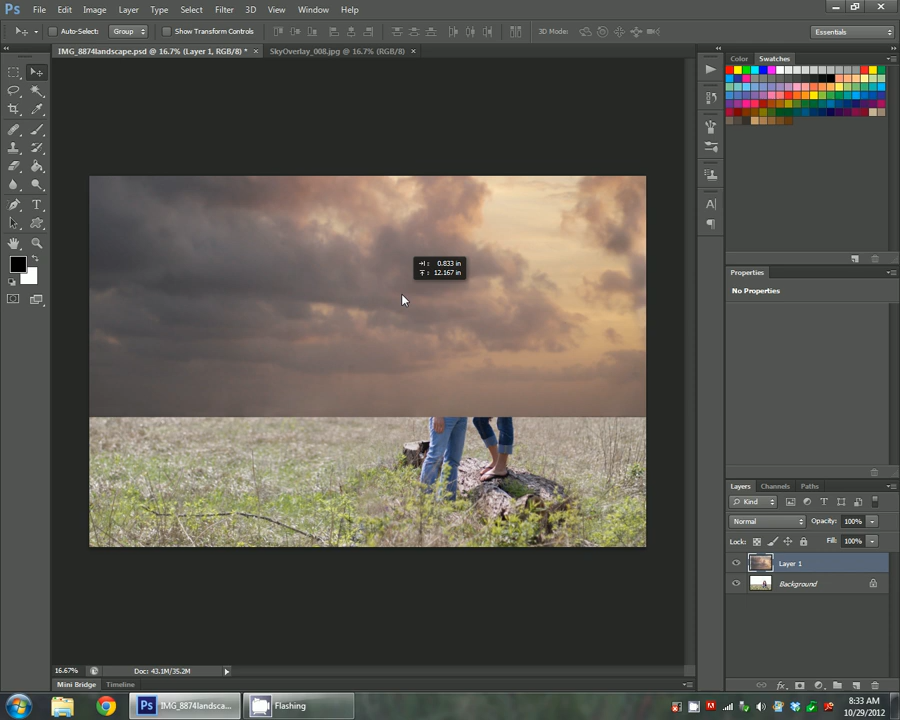 Ps File Edit Image Layer Type Select Filter 3D View Window Help
Auto-Select: Group Show Transform Controls 3D Mode: Essentials
IMG_8874landscape.psd @ 16.7% (Layer 1, RGB/8) * × SkyOverlay_008.jpg @ 16.7% (RGB/8) ×
Color Swatches
0.833 in
12.167 in
Properties
No Properties
Layers Channels Paths
Kind
Normal Opacity: 100%
Lock: Fill: 100%
Layer 1
Background
16.67% Doc: 43.1M/35.2M
Mini Bridge Timeline
Ps IMG_8874landsca... Flashing
8:33 AM
10/29/2012